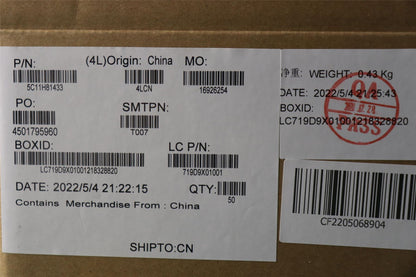 P/N: (4L)Origin: China MO:
5C11H81433 4LCN 16926254
PO: SMTPN:
4501795960 T007
BOXID: LC P/N:
LC719D9X01001218328828 719D9X01001
DATE: 2022/5/4 21:22:15 QTY:
50
Contains Merchandise From : China
SHIPTO:CN
净重: WEIGHT: 0.43 Kg
DATE: 2022/5/4 21:25:43
BOXID:
LC719D9X01001218328828
PASS
CF2205068904